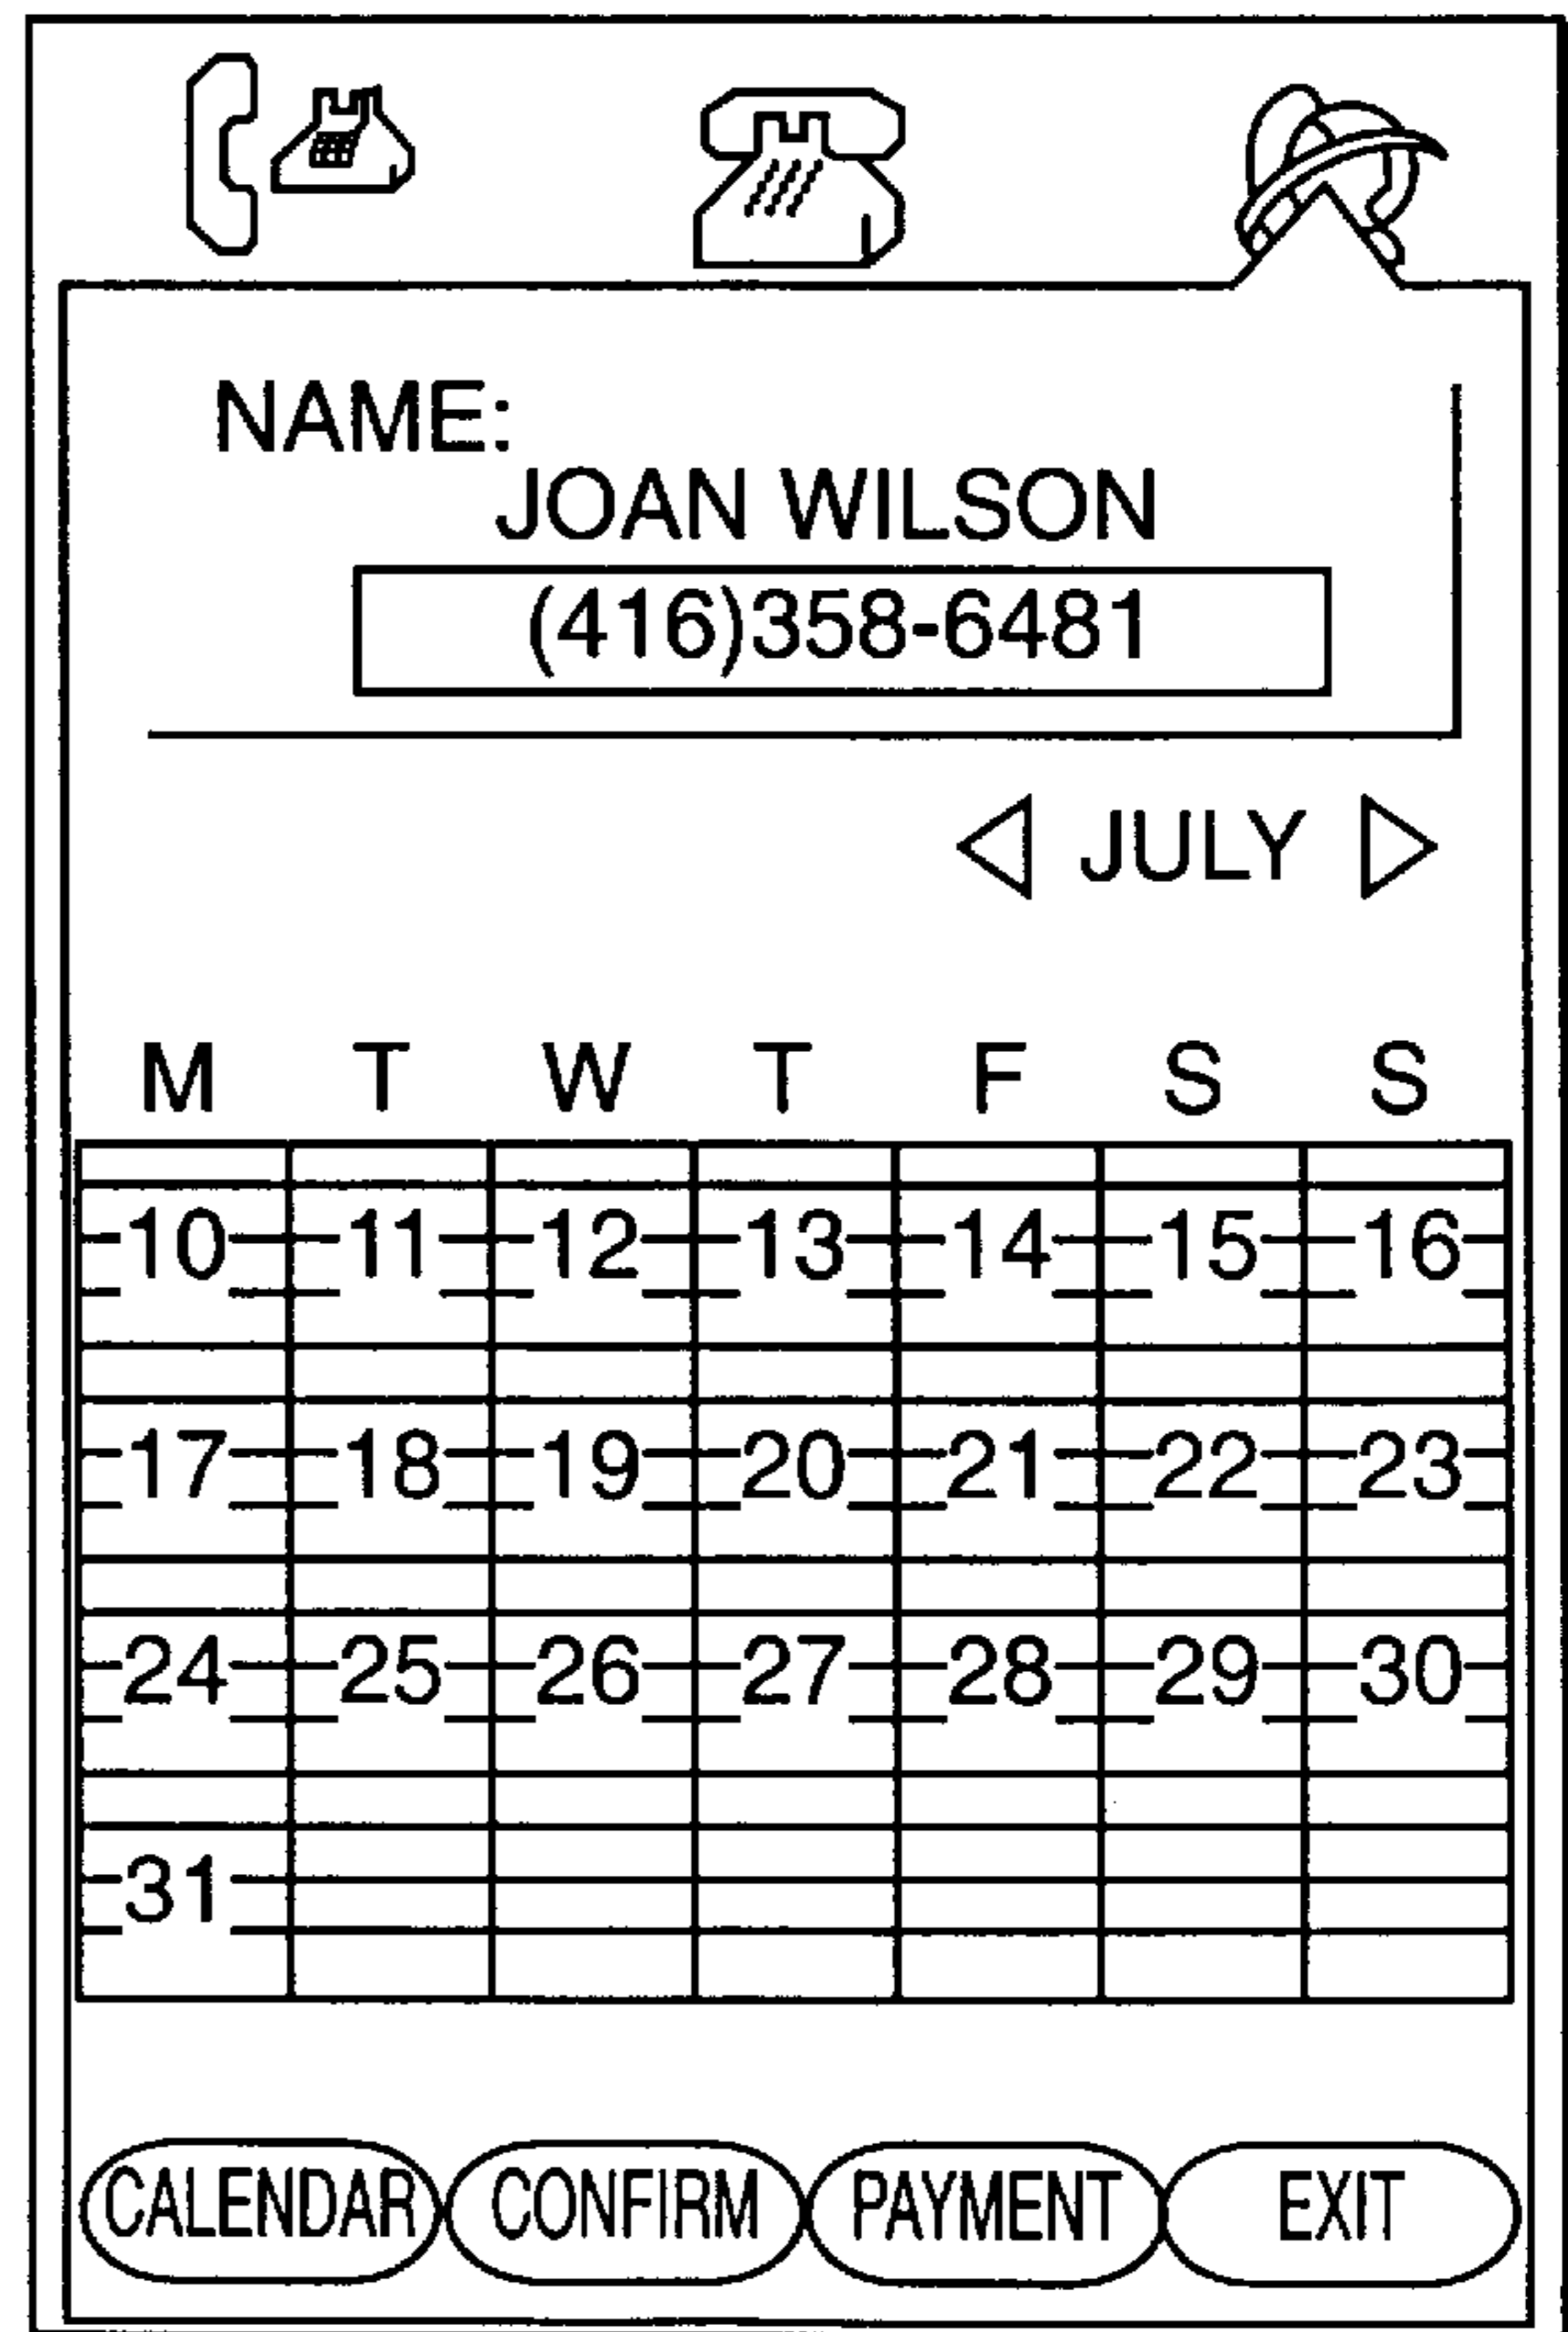 NAME:
JOAN WILSON
(416)358-6481
JULY
M T W T F S S
10 11 12 13 14 15 16
17 18 19 20 21 22 23
24 25 26 27 28 29 30
31
CALENDAR CONFIRM PAYMENT EXIT